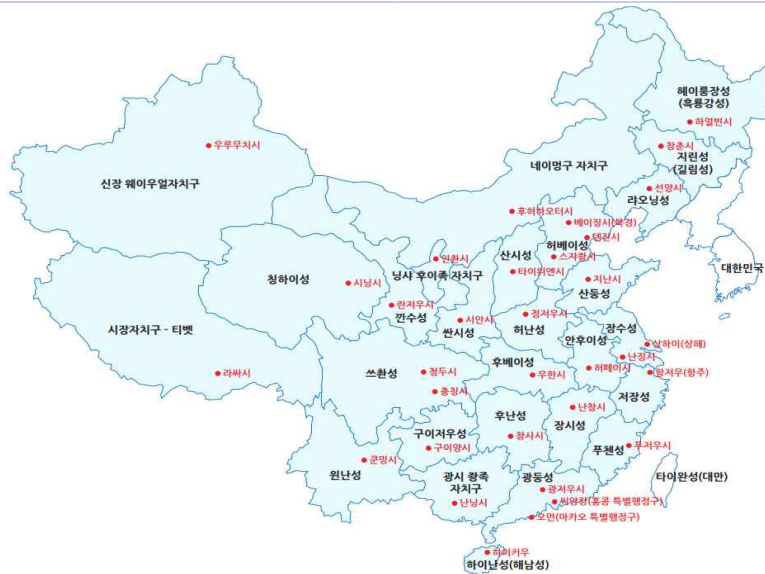 헤이룽장성
(흑룡강성)
하얼빈시
우루무치시
창춘시
지린성
(길림성)
네이멍구 자치구
신장 웨이우얼자치구
선양시
랴오닝성
후허하오터시
베이징시(북경)
텐진시
허베이성
산시성
스자좡시
인촨시
대한민국
타이위엔시
닝샤 후이족 자치구
칭하이성
시닝시
지난시
산둥성
란저우시
깐수성
정저우시
시안시
싼시성
허난성
장수성
시장자치구 - 티벳
안후이성
상하이(상해)
난징시
후베이성
허페이시
항저우(항주)
라싸시
쓰촨성
청두시
우한시
충칭시
저장성
난창시
후난성
장시성
구이저우성
창사시
푸저우시
구이양시
푸첸성
쿤밍시
윈난성
광시 좡족
자치구
광둥성
타이완성(대만)
광저우시
난닝시
씨앙강(홍콩 특별행정구)
오먼(마카오 특별행정구)
하이커우
하이난성(해남성)